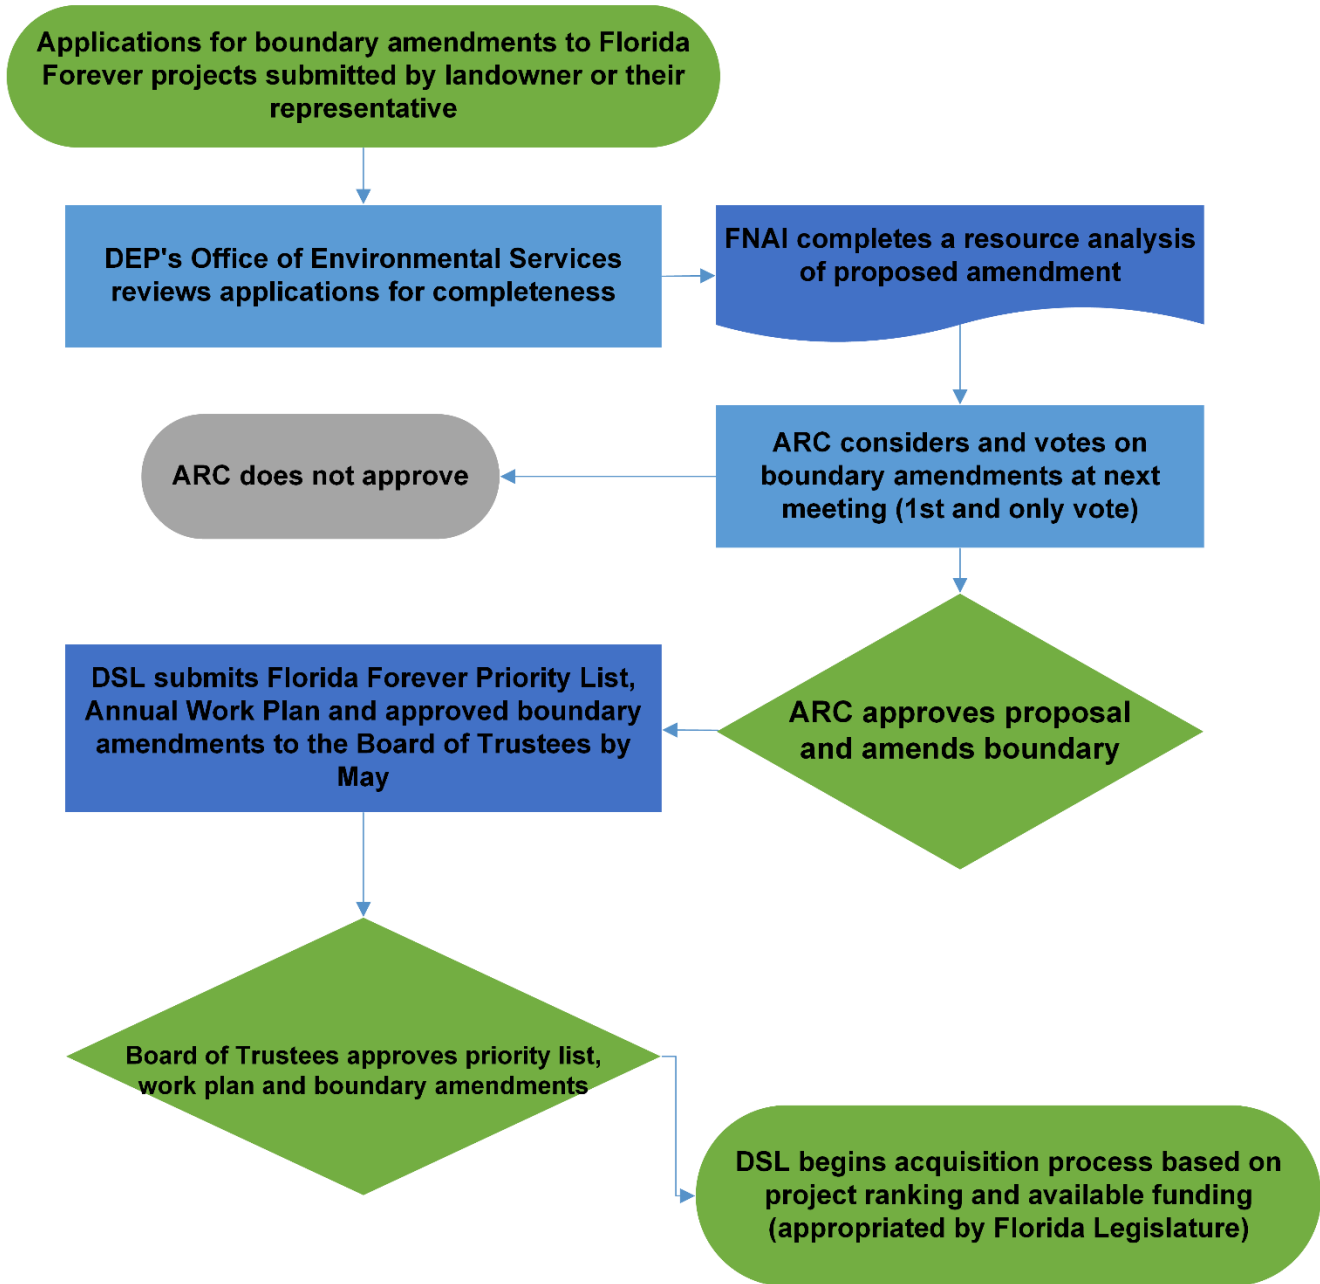 Applications for boundary amendments to Florida
Forever projects submitted by landowner or their
representative
DEP's Office of Environmental Services
reviews applications for completeness
FNAI completes a resource analysis
of proposed amendment
ARC considers and votes on
boundary amendments at next
meeting (1st and only vote)
ARC does not approve
ARC approves proposal
and amends boundary
DSL submits Florida Forever Priority List,
Annual Work Plan and approved boundary
amendments to the Board of Trustees by
May
Board of Trustees approves priority list,
work plan and boundary amendments
DSL begins acquisition process based on
project ranking and available funding
(appropriated by Florida Legislature)